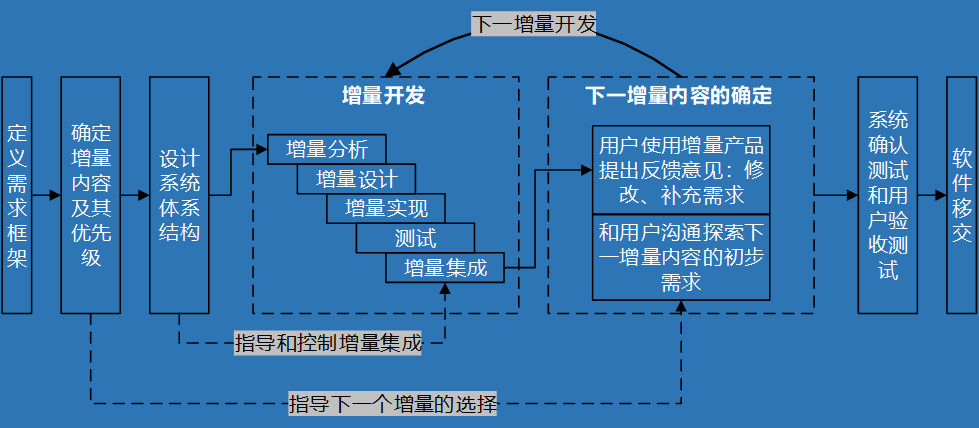 下一增量开发
定义需求框架
确定
增量
内容
及其
优先
级
设计
系统
体系
结构
增量开发
增量分析
增量设计
增量实现
测试
增量集成
下一增量内容的确定
用户使用增量产品
提出反馈意见：修
改、补充需求
和用户沟通探索下
一增量内容的初步
需求
系统
确认
测试
和用
户验
收测
试
软件移交
指导和控制增量集成
指导下一个增量的选择